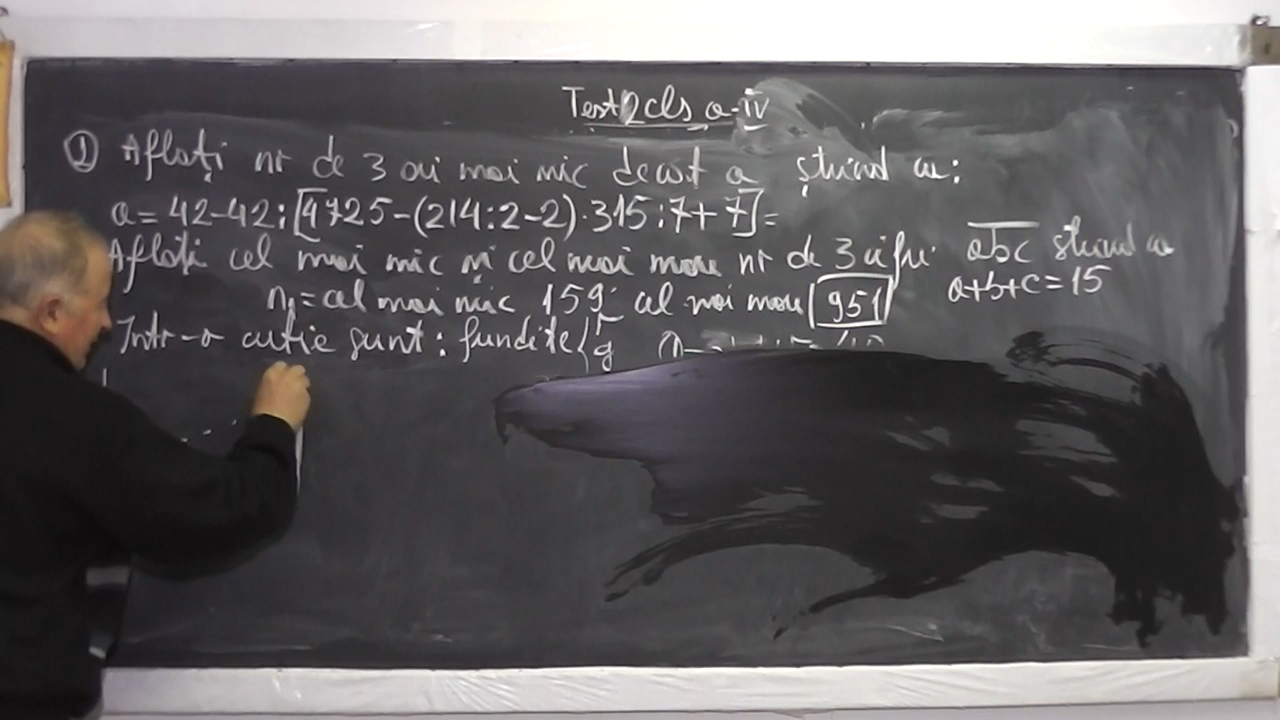 Test 2 cls a-IV
① Aflați nr de 3 ori mai mic decât a știind că:
a = 42-42:[4725-(214:2-2)·315:7+7]=
Aflați cel mai mic și cel mai mare nr de 3 cifre abc știind că
a+b+c=15
n₁=cel mai mic 159 cel mai mare 951
Într-o cutie sunt: fundițe r
g